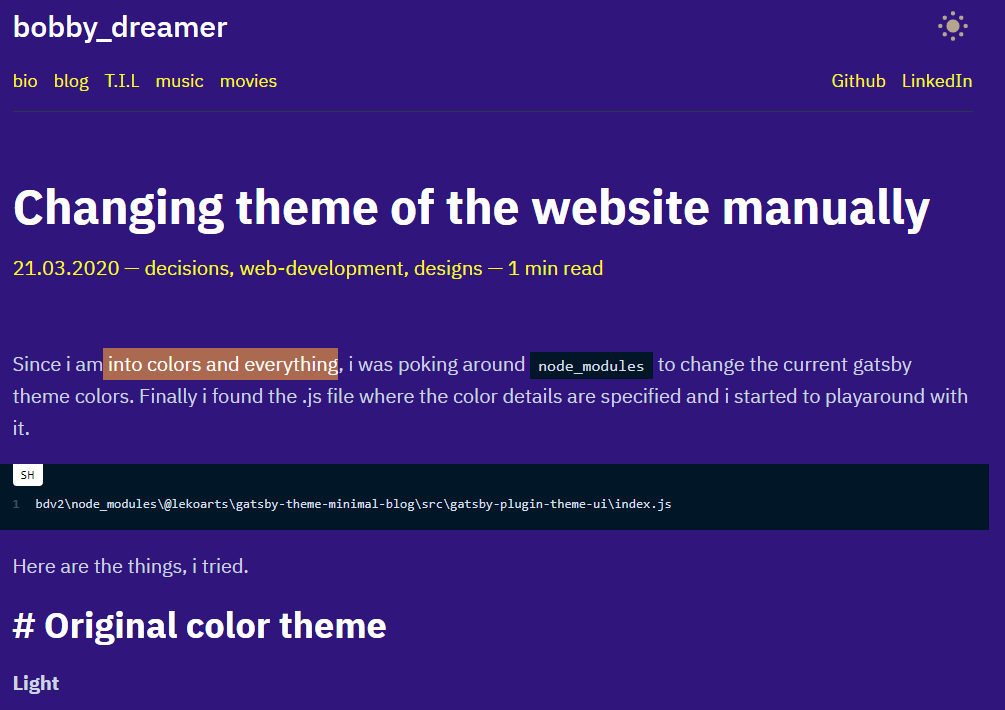 bobby_dreamer
bio blog T.I.L music movies Github LinkedIn
Changing theme of the website manually
21.03.2020 — decisions, web-development, designs — 1 min read
Since i am into colors and everything, i was poking around node_modules to change the current gatsby
theme colors. Finally i found the .js file where the color details are specified and i started to playaround with
it.
SH
1 bdv2\node_modules\@lekoarts\gatsby-theme-minimal-blog\src\gatsby-plugin-theme-ui\index.js
Here are the things, i tried.
# Original color theme
Light